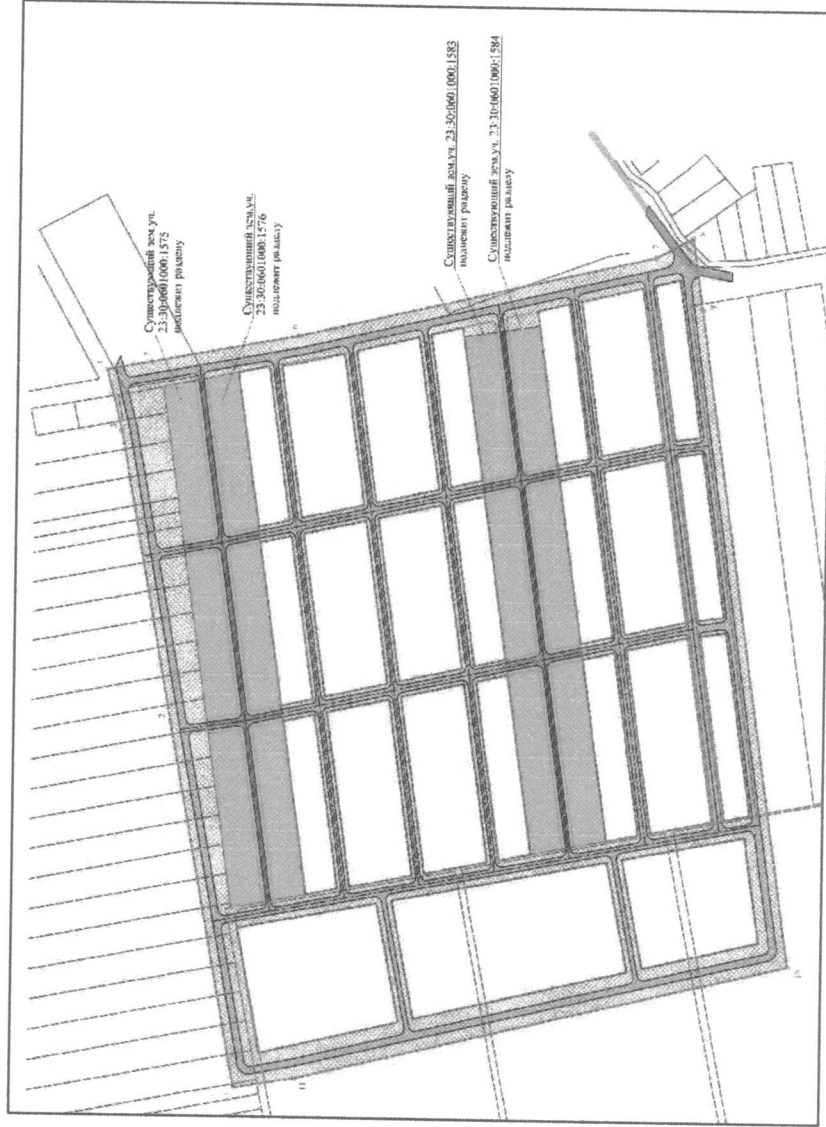 Существующий зем.уч.
23:30:0601000:1575
подлежит разделу
Существующий зем.уч.
23:30:0601000:1576
подлежит разделу
Существующий зем.уч. 23:30:0601000:1583
подлежит разделу
Существующий зем.уч. 23:30:0601000:1584
подлежит разделу